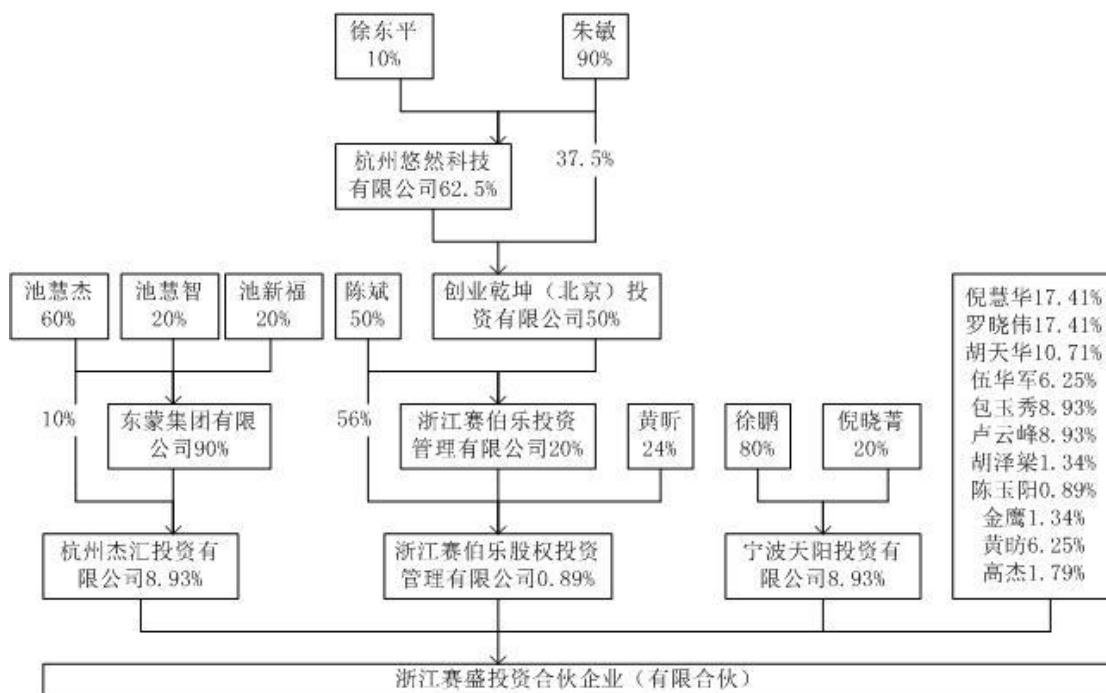 徐东平
10%
朱敏
90%
杭州悠然科技
有限公司62.5%
37.5%
池慧杰
60%
池慧智
20%
池新福
20%
陈斌
50%
创业乾坤（北京）投
资有限公司50%
倪慧华17.41%
罗晓伟17.41%
胡天华10.71%
伍华军6.25%
包玉秀8.93%
卢云峰8.93%
胡泽梁1.34%
陈玉阳0.89%
金鹰1.34%
黄昉6.25%
高杰1.79%
10%
东蒙集团有限
公司90%
56%
浙江赛伯乐投资
管理有限公司20%
黄昕
24%
徐鹏
80%
倪晓菁
20%
杭州杰汇投资有
限公司8.93%
浙江赛伯乐股权投资
管理有限公司0.89%
宁波天阳投资有
限公司8.93%
浙江赛盛投资合伙企业（有限合伙）